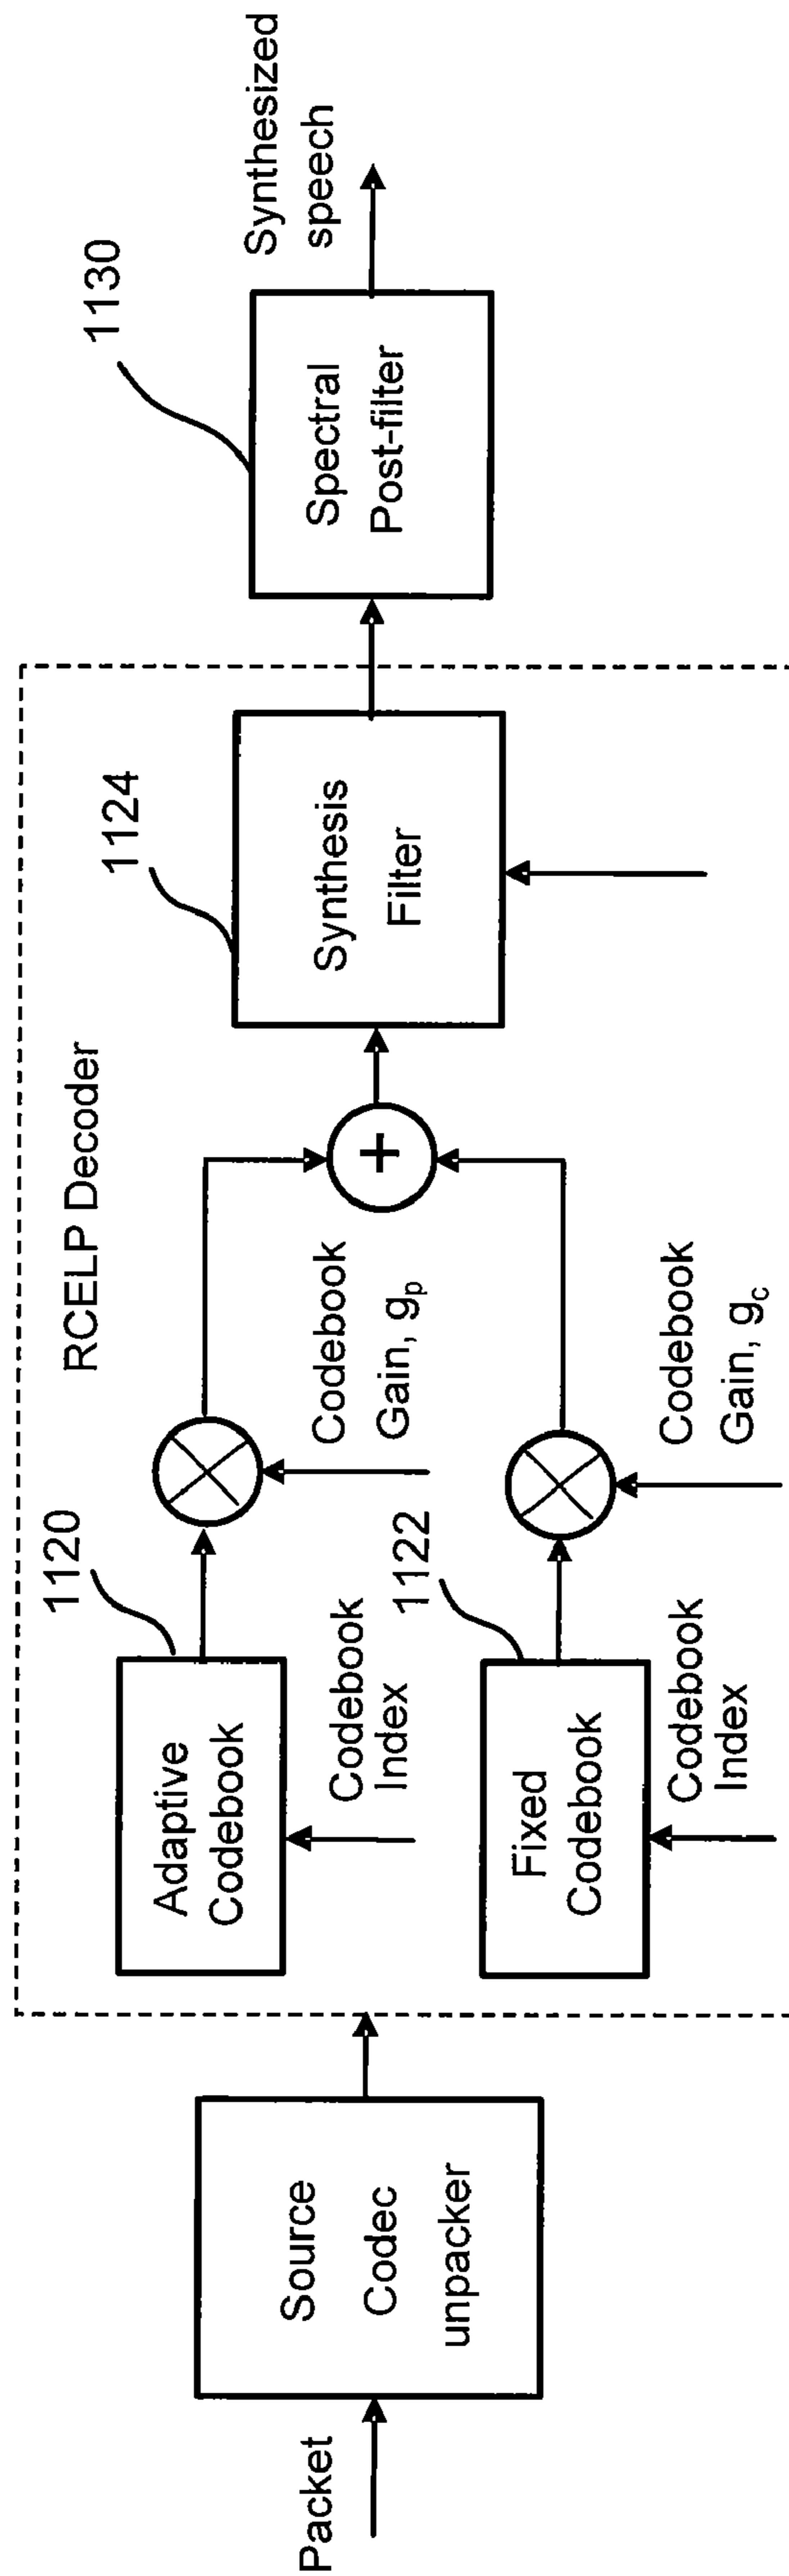 Packet
Source
Codec
unpacker
RCELP Decoder
1120
Adaptive
Codebook
Codebook
Index
Codebook
Gain, gp
1122
Fixed
Codebook
Codebook
Index
Codebook
Gain, gc
+
1124
Synthesis
Filter
1130
Spectral
Post-filter
Synthesized
speech